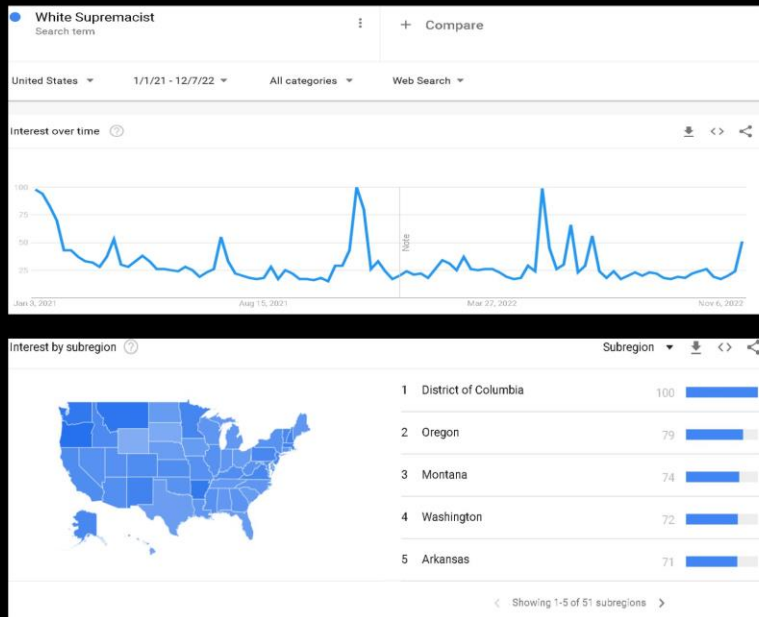 White Supremacist
Search term
+ Compare
United States 1/1/21 - 12/7/22 All categories Web Search
Interest over time ?
100
75
50
25
Note
Jan 3, 2021 Aug 15, 2021 Mar 27, 2022 Nov 6, 2022
Interest by subregion ? Subregion
1 District of Columbia 100
2 Oregon 79
3 Montana 74
4 Washington 72
5 Arkansas 71
Showing 1-5 of 51 subregions